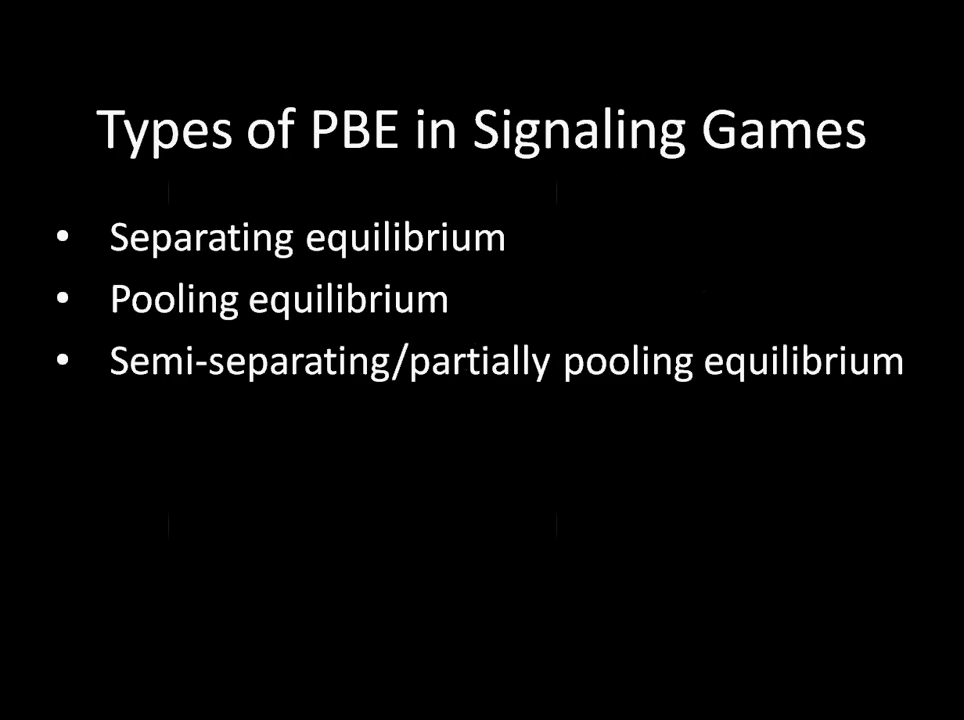 Types of PBE in Signaling Games
• Separating equilibrium
• Pooling equilibrium
• Semi-separating/partially pooling equilibrium